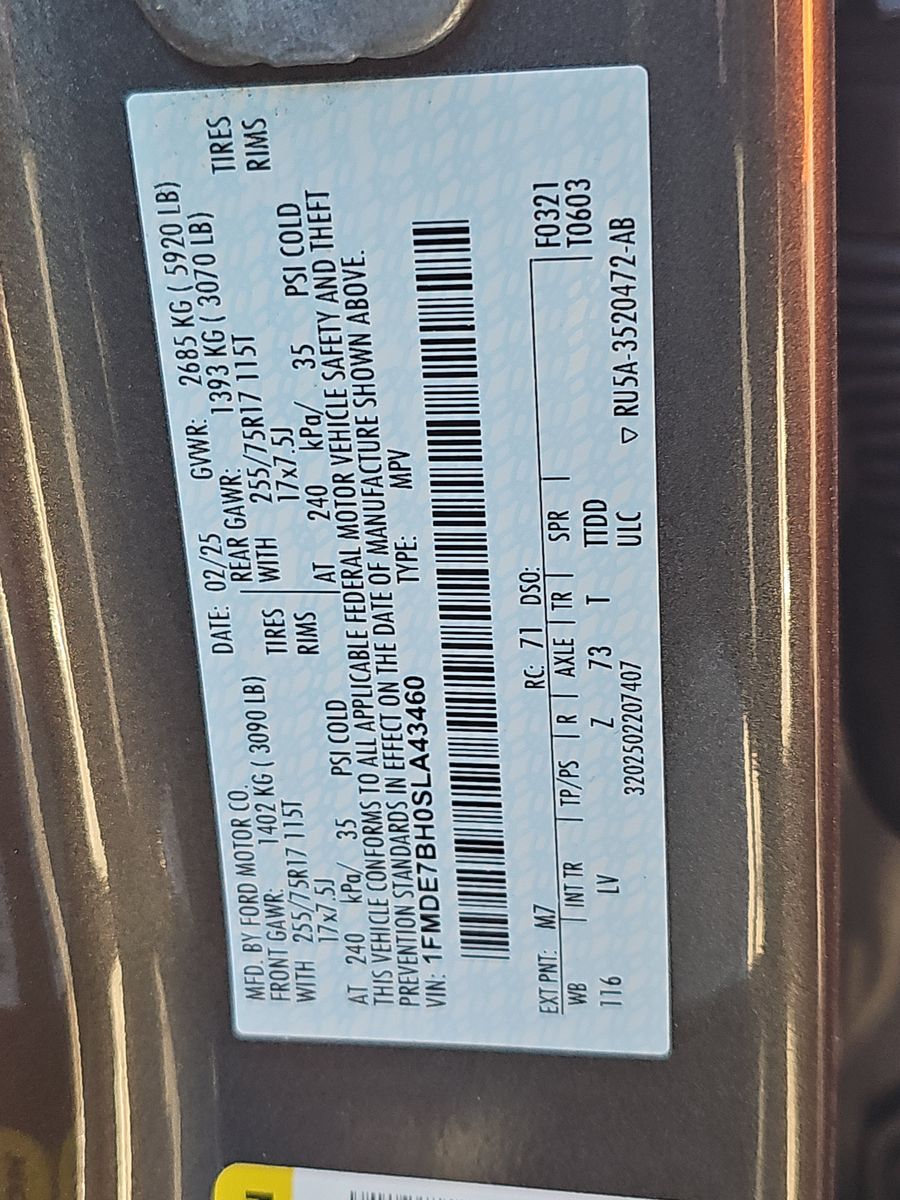 MFD. BY FORD MOTOR CO.
DATE: 02/25 GVWR: 2685 KG ( 5920 LB)
FRONT GAWR: 1402 KG ( 3090 LB) REAR GAWR: 1393 KG ( 3070 LB)
WITH 255/75R17 115T TIRES WITH 255/75R17 115T TIRES
17x7.5J RIMS 17x7.5J RIMS
AT 240 kPa/ 35 PSI COLD AT 240 kPa/ 35 PSI COLD
THIS VEHICLE CONFORMS TO ALL APPLICABLE FEDERAL MOTOR VEHICLE SAFETY AND THEFT
PREVENTION STANDARDS IN EFFECT ON THE DATE OF MANUFACTURE SHOWN ABOVE.
VIN: 1FMDE7BH0SLA43460 TYPE: MPV
EXT PNT: M7 RC: 71 DSO: F0321
WB INT TR TP/PS R AXLE TR SPR T0603
116 LV Z 73 T TTDD
3202502207407 ULC ▽ RU5A-3520472-AB